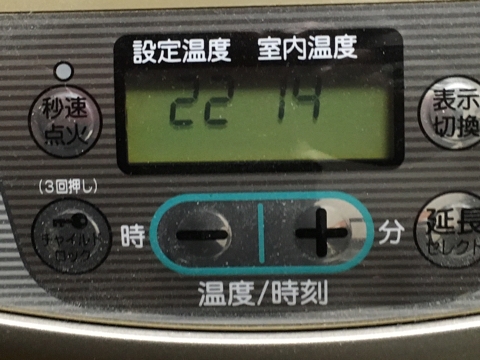 設定温度 室内温度
22 14
秒速
点火
表示
切換
(3回押し)
チャイルド
ロック
時
－
＋
分
延長
セレクト
温度/時刻